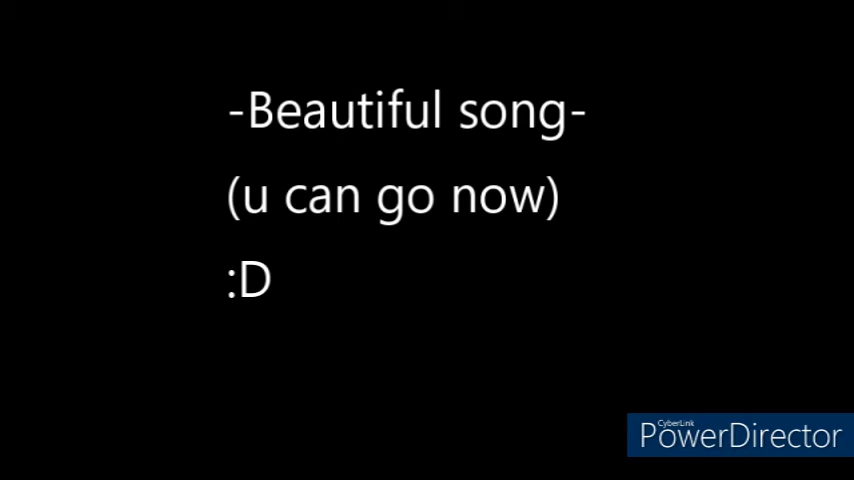 -Beautiful song-
(u can go now)
:D
CyberLink
PowerDirector